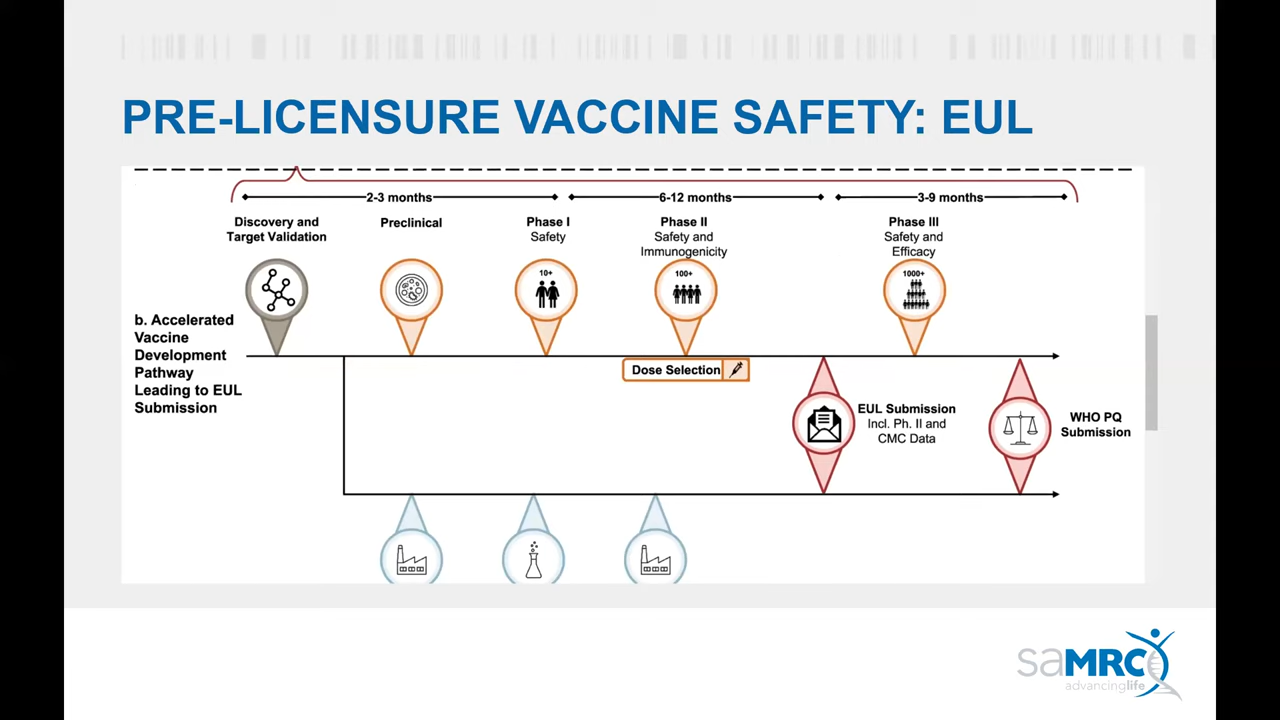 PRE-LICENSURE VACCINE SAFETY: EUL
2-3 months
6-12 months
3-9 months
Discovery and
Target Validation
Preclinical
Phase I
Safety
Phase II
Safety and
Immunogenicity
Phase III
Safety and
Efficacy
10+
100+
1000+
b. Accelerated
Vaccine
Development
Pathway
Leading to EUL
Submission
Dose Selection
EUL Submission
Incl. Ph. II and
CMC Data
WHO PQ
Submission
saMRC
advancinglife